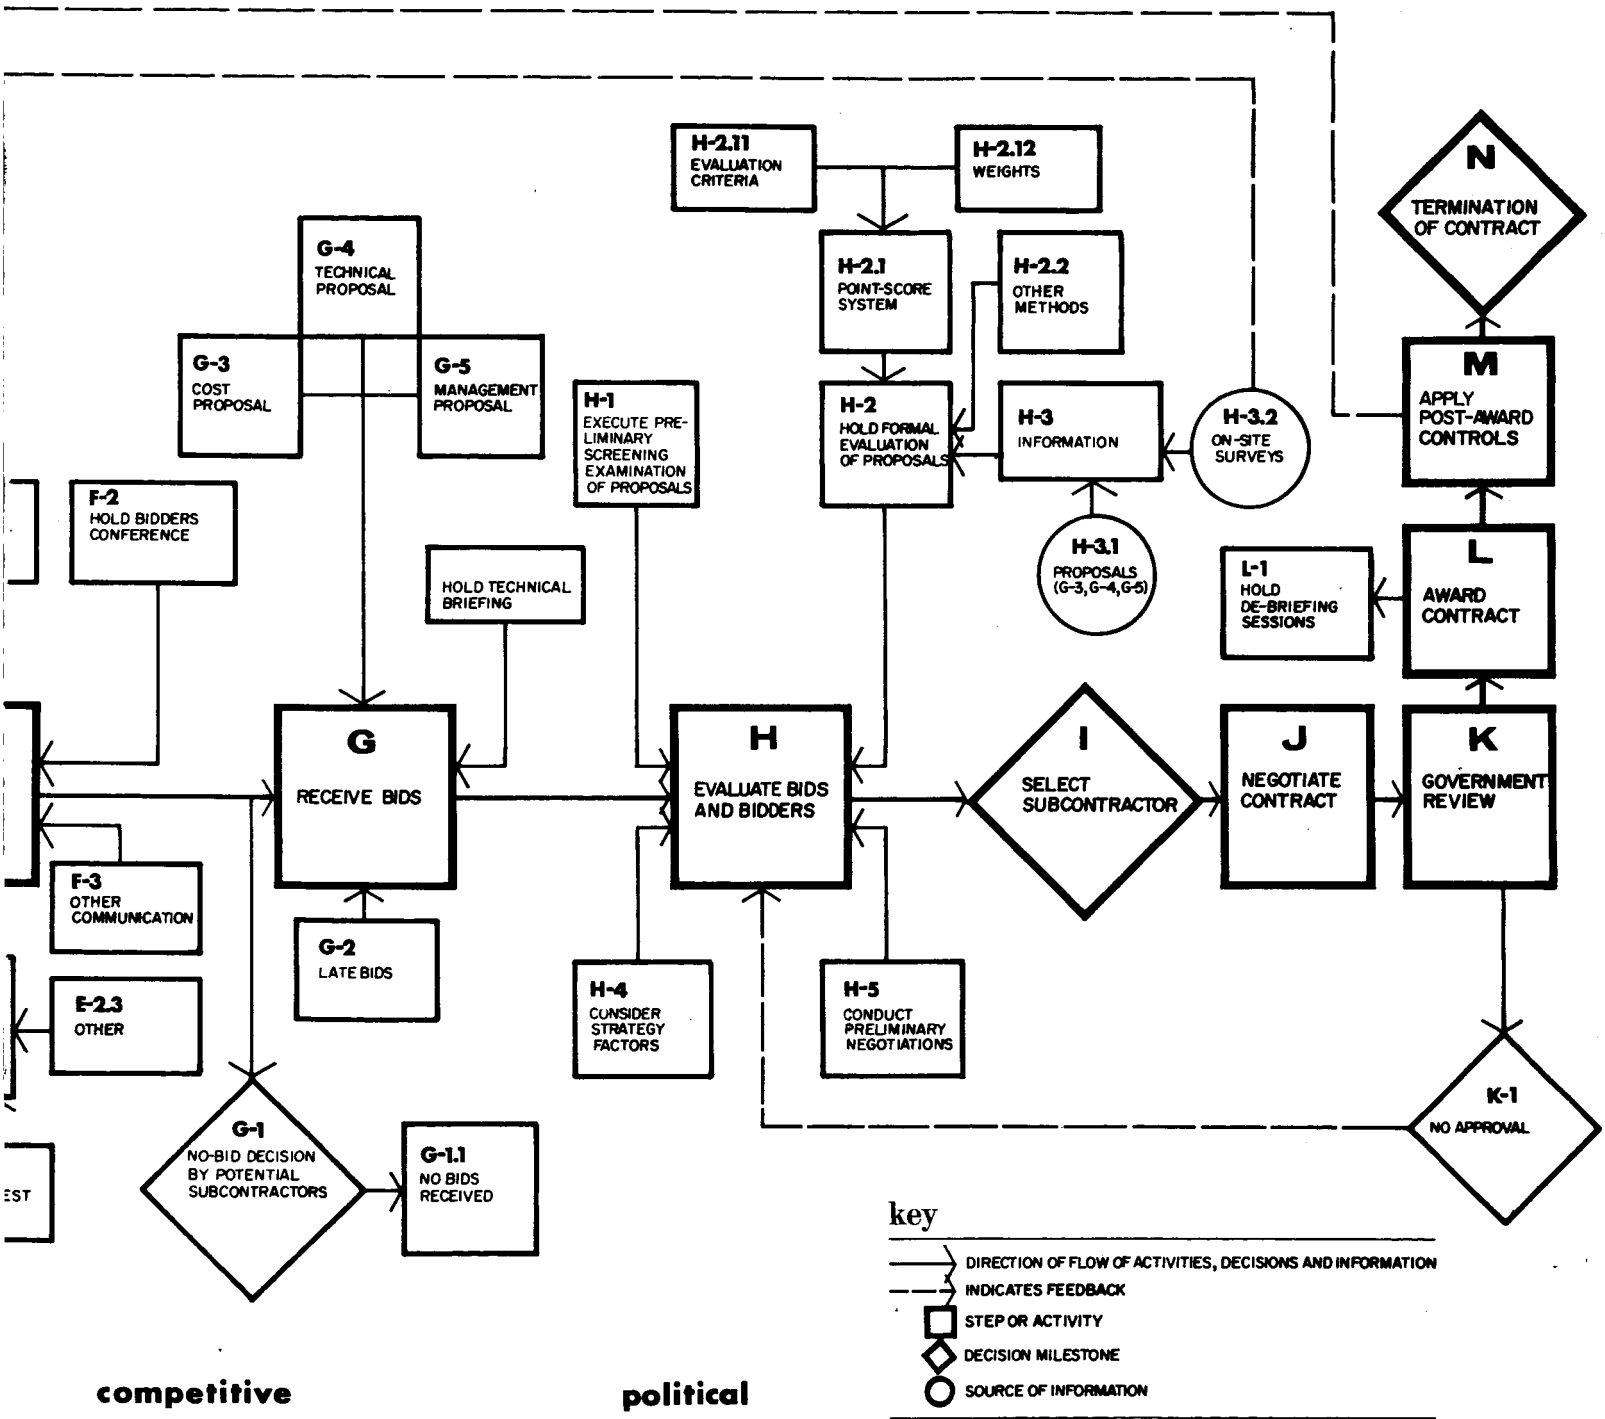 H-2.11
EVALUATION
CRITERIA
H-2.12
WEIGHTS
N
TERMINATION
OF CONTRACT
G-4
TECHNICAL
PROPOSAL
H-2.1
POINT-SCORE
SYSTEM
H-2.2
OTHER
METHODS
G-3
COST
PROPOSAL
G-5
MANAGEMENT
PROPOSAL
H-1
EXECUTE PRE-
LIMINARY
SCREENING
EXAMINATION
OF PROPOSALS
H-2
HOLD FORMAL
EVALUATION
OF PROPOSALS
H-3
INFORMATION
H-3.2
ON-SITE
SURVEYS
M
APPLY
POST-AWARD
CONTROLS
F-2
HOLD BIDDERS
CONFERENCE
HOLD TECHNICAL
BRIEFING
H-3.1
PROPOSALS
(G-3, G-4, G-5)
L-1
HOLD
DE-BRIEFING
SESSIONS
L
AWARD
CONTRACT
G
RECEIVE BIDS
H
EVALUATE BIDS
AND BIDDERS
I
SELECT
SUBCONTRACTOR
J
NEGOTIATE
CONTRACT
K
GOVERNMENT
REVIEW
F-3
OTHER
COMMUNICATION
G-2
LATE BIDS
E-2.3
OTHER
H-4
CONSIDER
STRATEGY
FACTORS
H-5
CONDUCT
PRELIMINARY
NEGOTIATIONS
K-1
NO APPROVAL
G-1
NO-BID DECISION
BY POTENTIAL
SUBCONTRACTORS
G-1.1
NO BIDS
RECEIVED
EST
key
DIRECTION OF FLOW OF ACTIVITIES, DECISIONS AND INFORMATION
INDICATES FEEDBACK
STEP OR ACTIVITY
DECISION MILESTONE
SOURCE OF INFORMATION
competitive
political